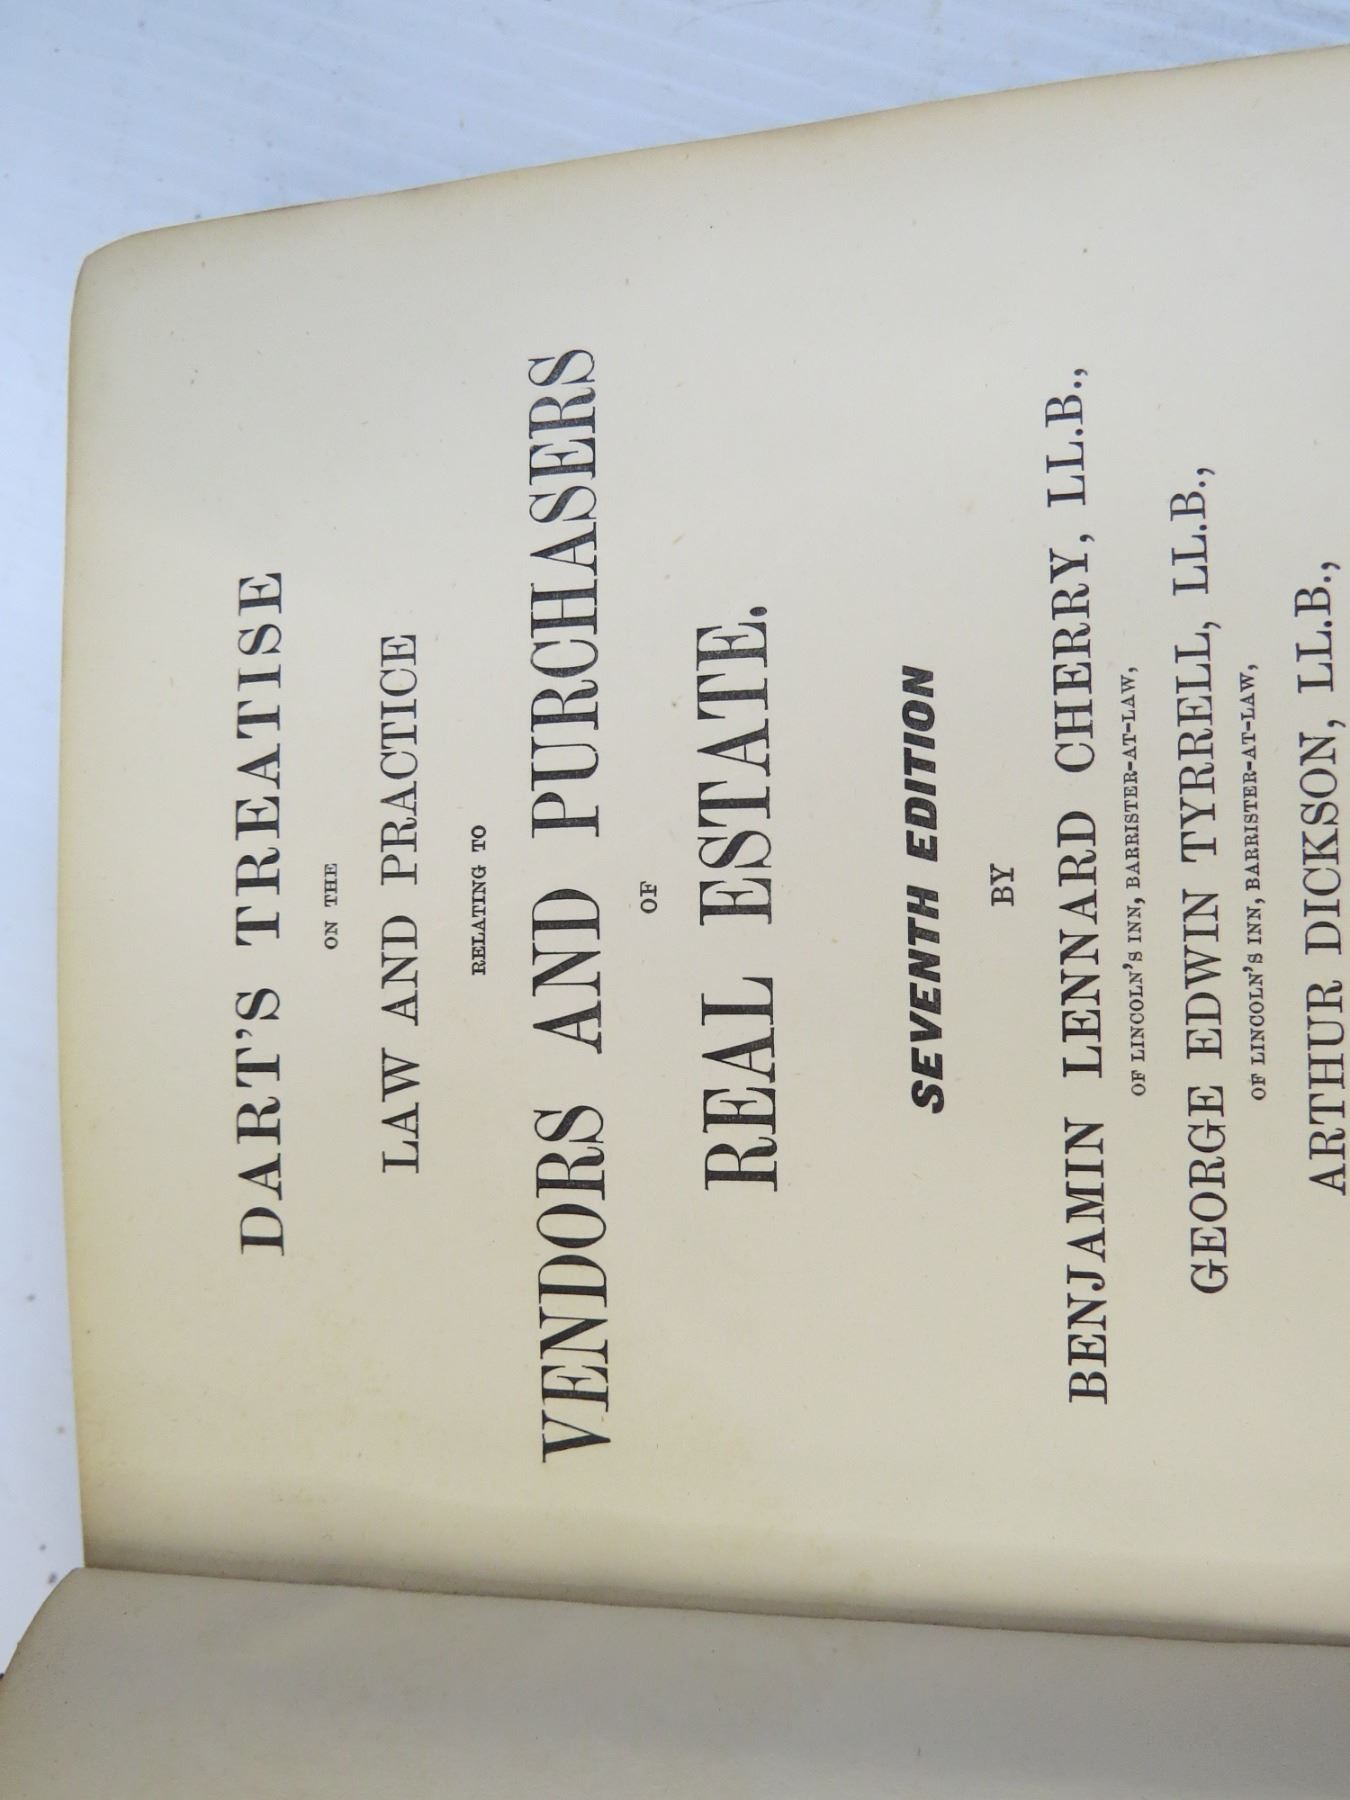 DART'S TREATISE
ON THE
LAW AND PRACTICE
RELATING TO
VENDORS AND PURCHASERS
OF
REAL ESTATE.
SEVENTH EDITION
BY
BENJAMIN LENNARD CHERRY, LL.B.,
OF LINCOLN'S INN, BARRISTER-AT-LAW,
GEORGE EDWIN TYRRELL, LL.B.,
OF LINCOLN'S INN, BARRISTER-AT-LAW,
ARTHUR DICKSON, LL.B.,